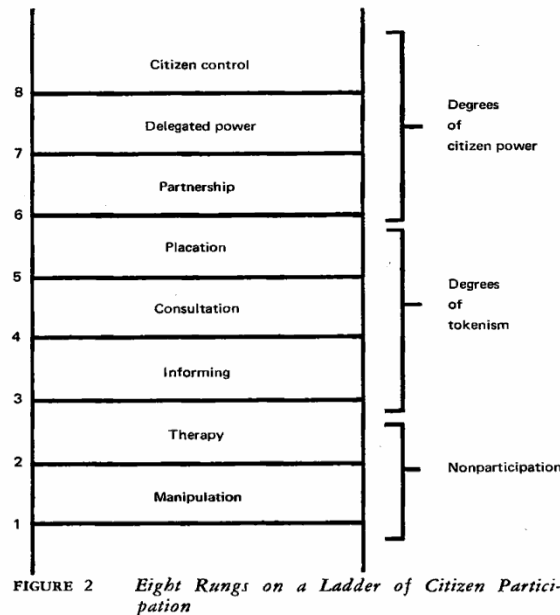 Citizen control
8
Delegated power
7
Partnership
6
Placation
5
Consultation
4
Informing
3
Therapy
2
Manipulation
1
Degrees
of
citizen power
Degrees
of
tokenism
Nonparticipation
FIGURE 2 Eight Rungs on a Ladder of Citizen Partici-
pation